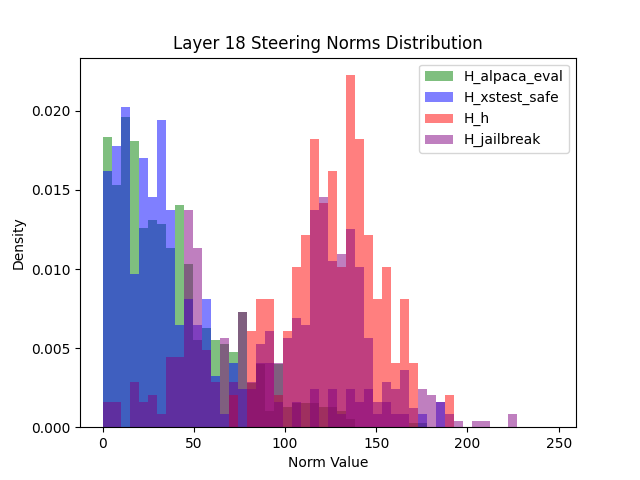 Layer 18 Steering Norms Distribution
H_alpaca_eval
H_xstest_safe
H_h
H_jailbreak
0.020
0.015
0.010
0.005
0.000
Density
0
50
100
150
200
250
Norm Value